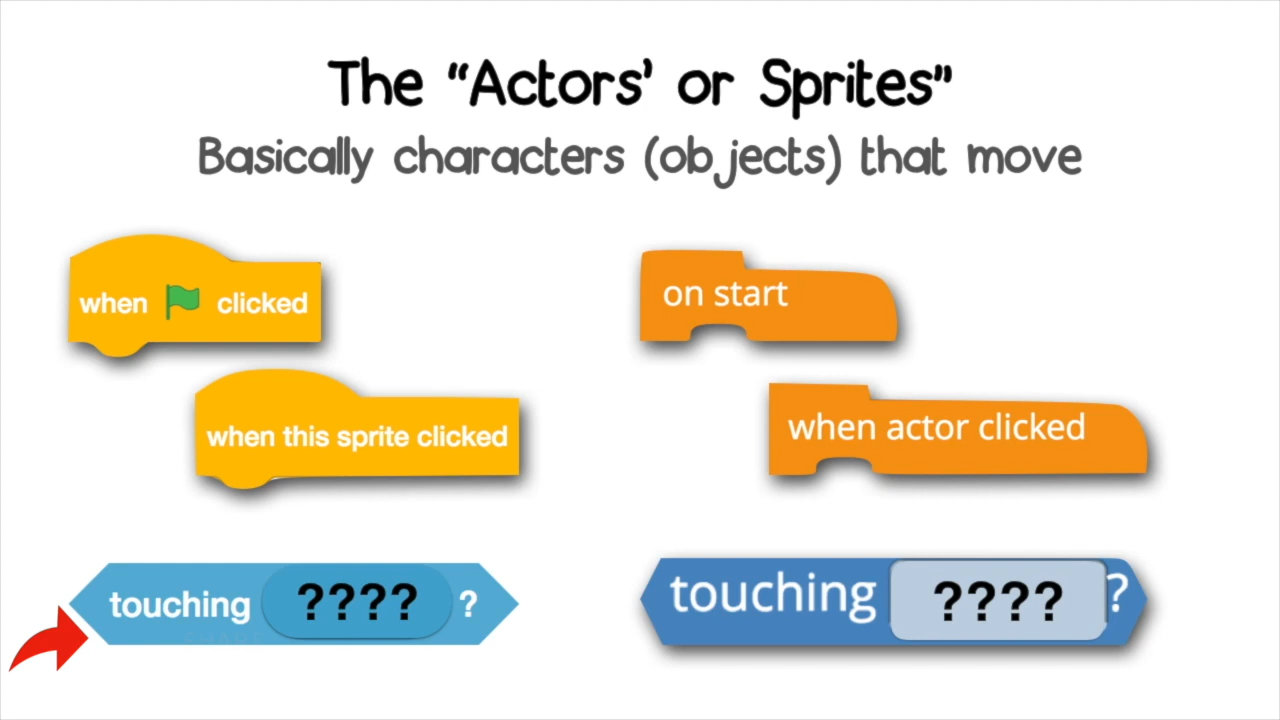 The “Actors’ or Sprites”
Basically characters (objects) that move
when clicked
on start
when this sprite clicked
when actor clicked
touching ???? ?
touching ???? ?